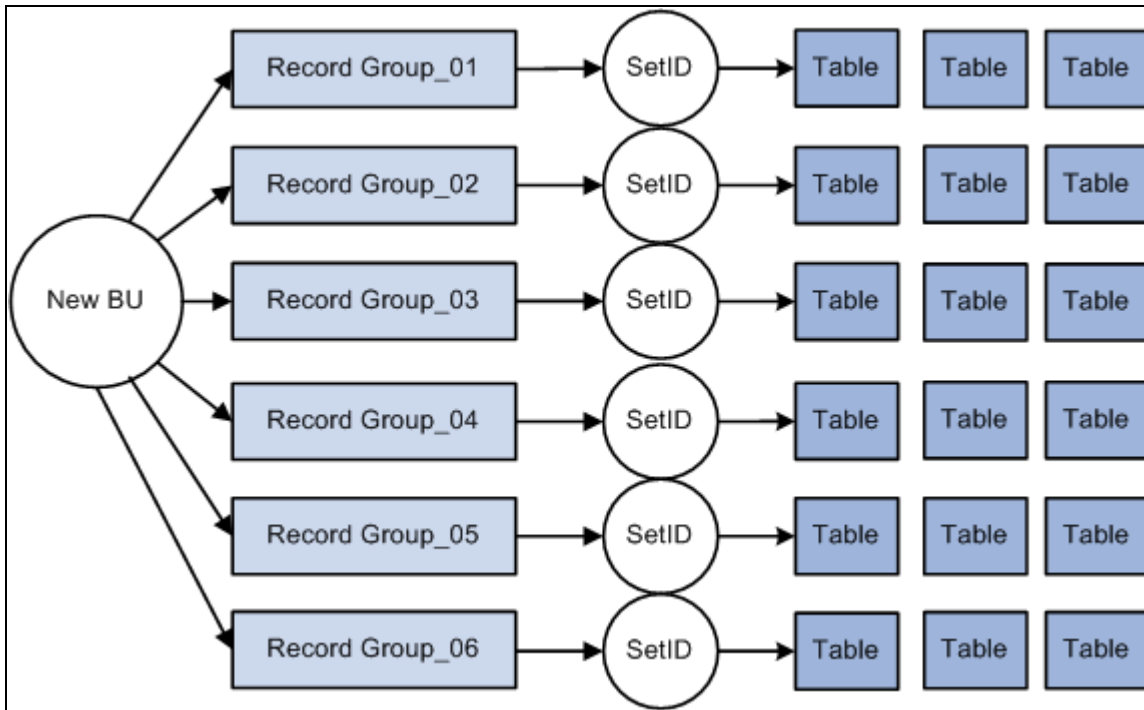 Record Group_01 SetID Table Table Table
Record Group_02 SetID Table Table Table
New BU Record Group_03 SetID Table Table Table
Record Group_04 SetID Table Table Table
Record Group_05 SetID Table Table Table
Record Group_06 SetID Table Table Table